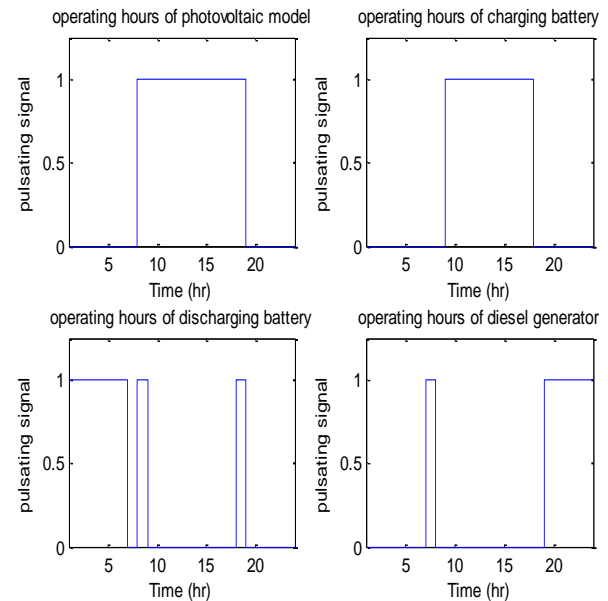 operating hours of photovoltaic model
pulsating signal
1
0.5
0
5 10 15 20
Time (hr)
operating hours of charging battery
pulsating signal
1
0.5
0
5 10 15 20
Time (hr)
operating hours of discharging battery
pulsating signal
1
0.5
0
5 10 15 20
Time (hr)
operating hours of diesel generator
pulsating signal
1
0.5
0
5 10 15 20
Time (hr)